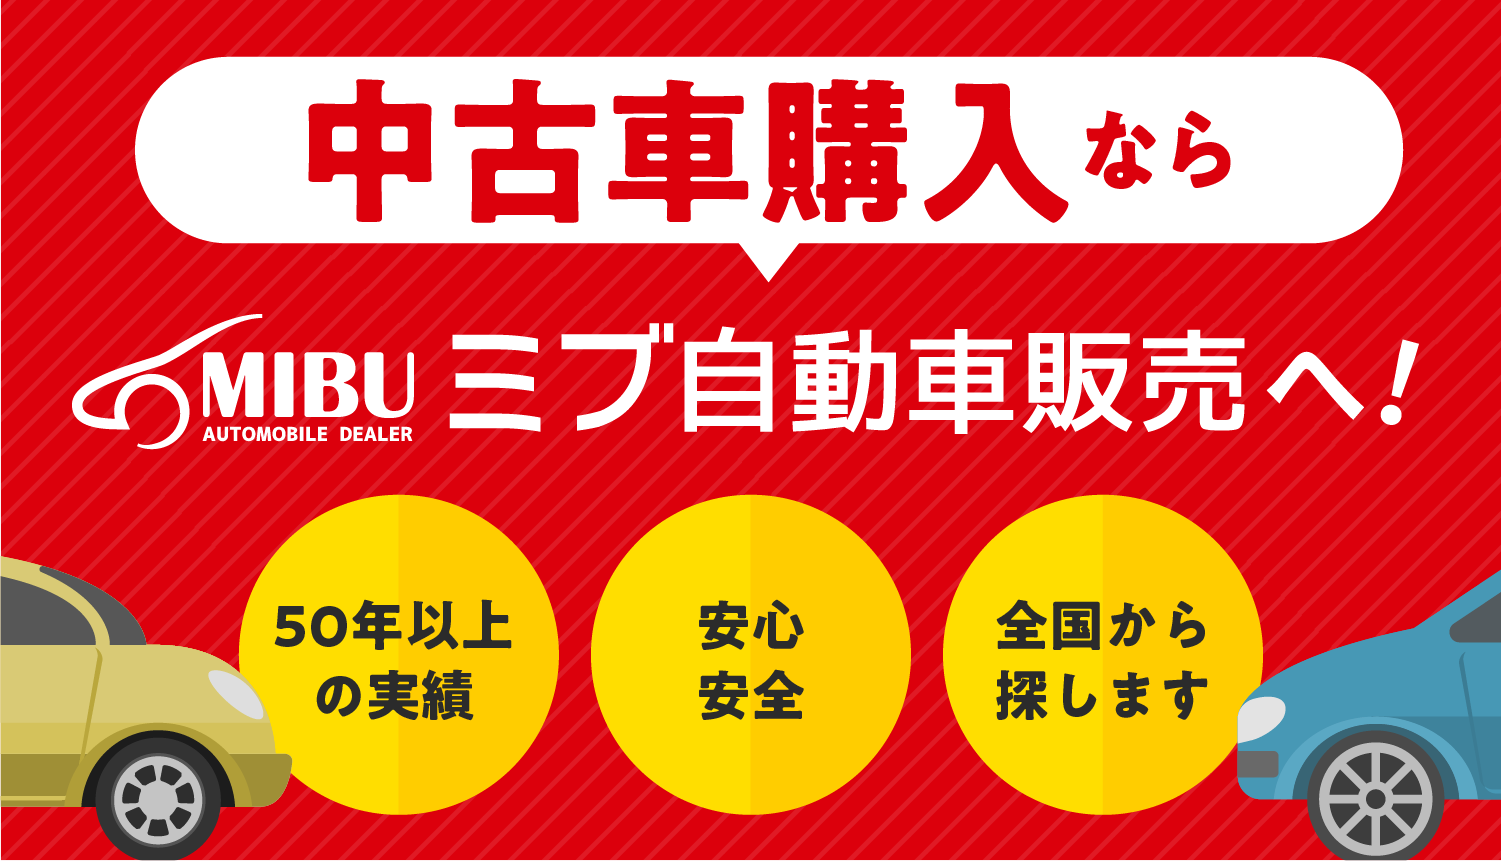 中古車購入なら
MIBU
AUTOMOBILE DEALER
ミブ自動車販売へ!
50年以上
の実績
安心
安全
全国から
探します